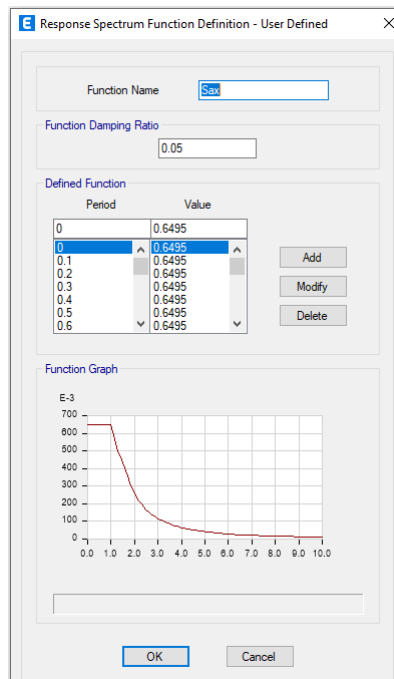 E Response Spectrum Function Definition - User Defined
Function Name Sax
Function Damping Ratio
0.05
Defined Function
Period Value
0 0.6495
0 0.6495
0.1 0.6495
0.2 0.6495
0.3 0.6495
0.4 0.6495
0.5 0.6495
0.6 0.6495
Add
Modify
Delete
Function Graph
E-3
700
600
500
400
300
200
100
0
0.0 1.0 2.0 3.0 4.0 5.0 6.0 7.0 8.0 9.0 10.0
OK Cancel